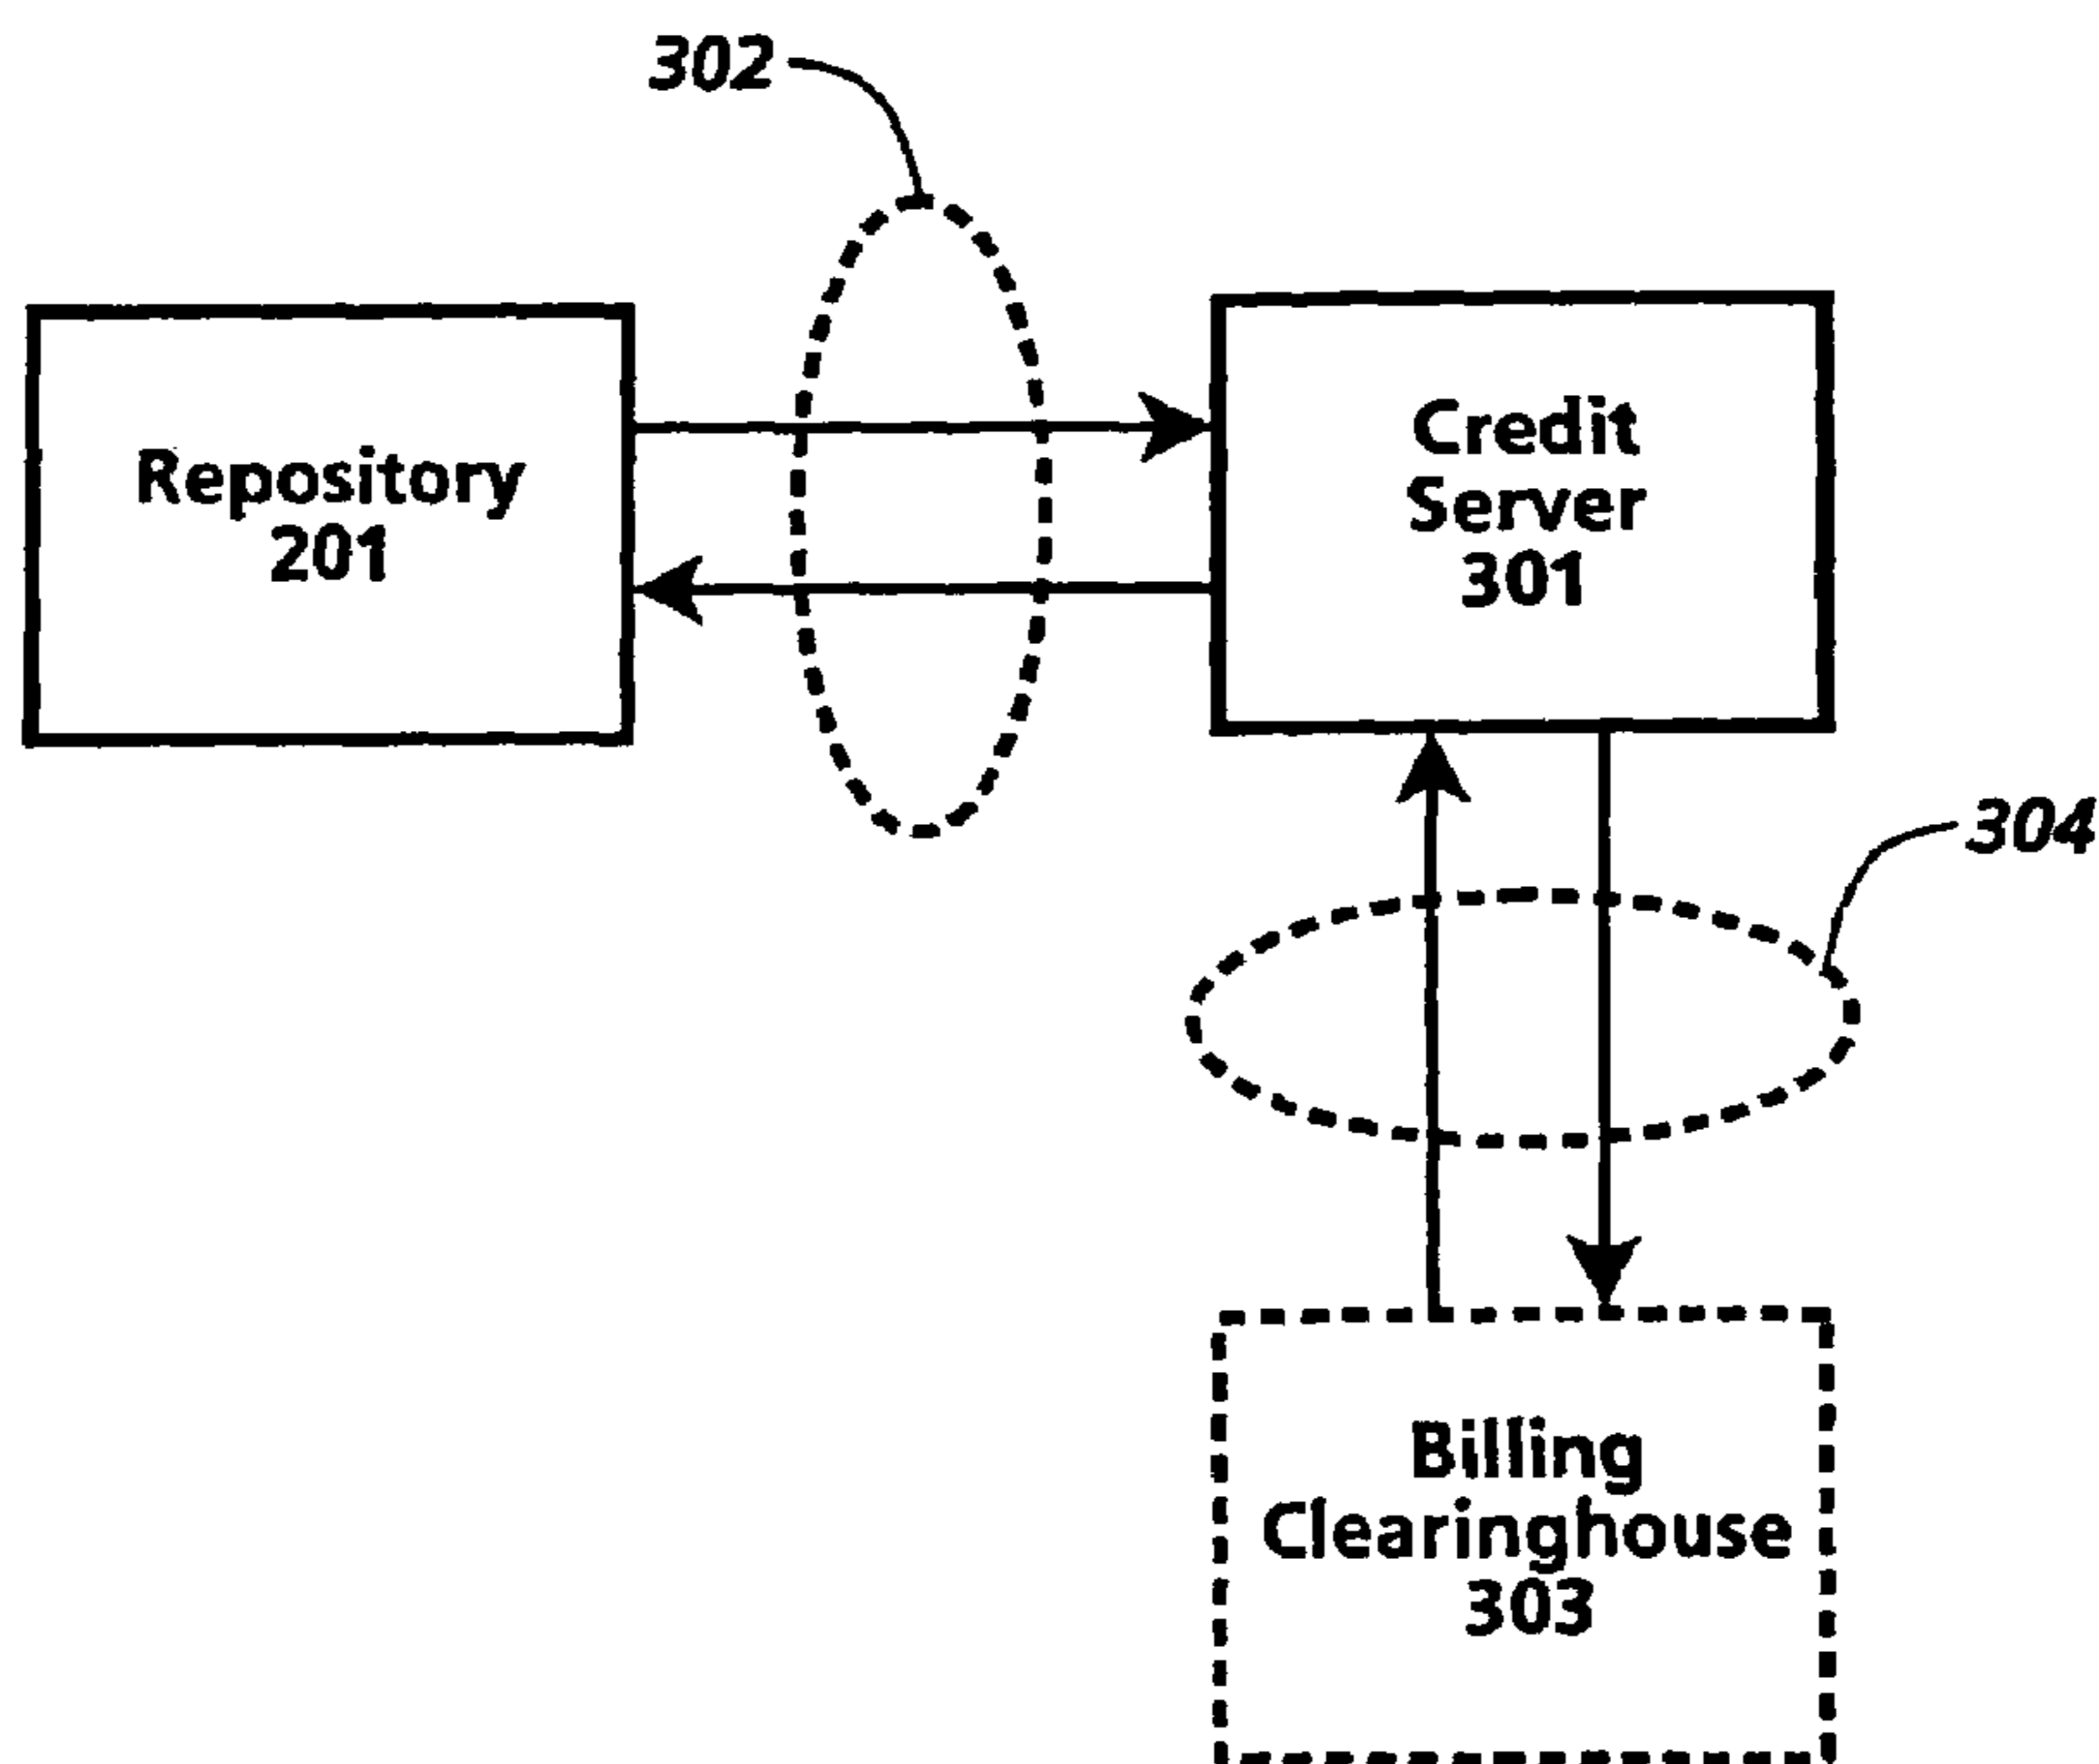 302
Repository
201
Credit
Server
301
304
Billing
Clearinghouse
303